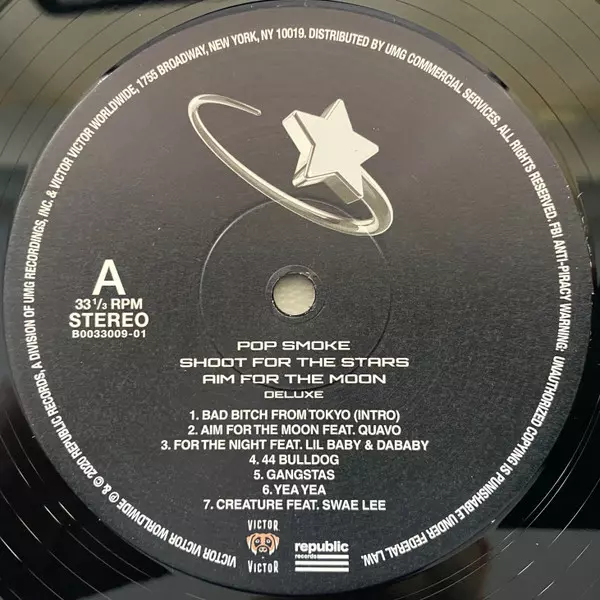 VICTOR VICTOR WORLDWIDE ℗ & © 2020 REPUBLIC RECORDS, A DIVISION OF UMG RECORDINGS, INC. & VICTOR VICTOR WORLDWIDE, 1755 BROADWAY, NEW YORK, NY 10019. DISTRIBUTED BY UMG COMMERCIAL SERVICES. ALL RIGHTS RESERVED. FBI ANTI-PIRACY WARNING: UNAUTHORIZED COPYING IS PUNISHABLE UNDER FEDERAL LAW.
A
33 1/3 RPM
STEREO
B0033009-01
POP SMOKE
SHOOT FOR THE STARS
AIM FOR THE MOON
DELUXE
1. BAD BITCH FROM TOKYO (INTRO)
2. AIM FOR THE MOON FEAT. QUAVO
3. FOR THE NIGHT FEAT. LIL BABY & DABABY
4. 44 BULLDOG
5. GANGSTAS
6. YEA YEA
7. CREATURE FEAT. SWAE LEE
VICTOR
VICTOR
republic
records